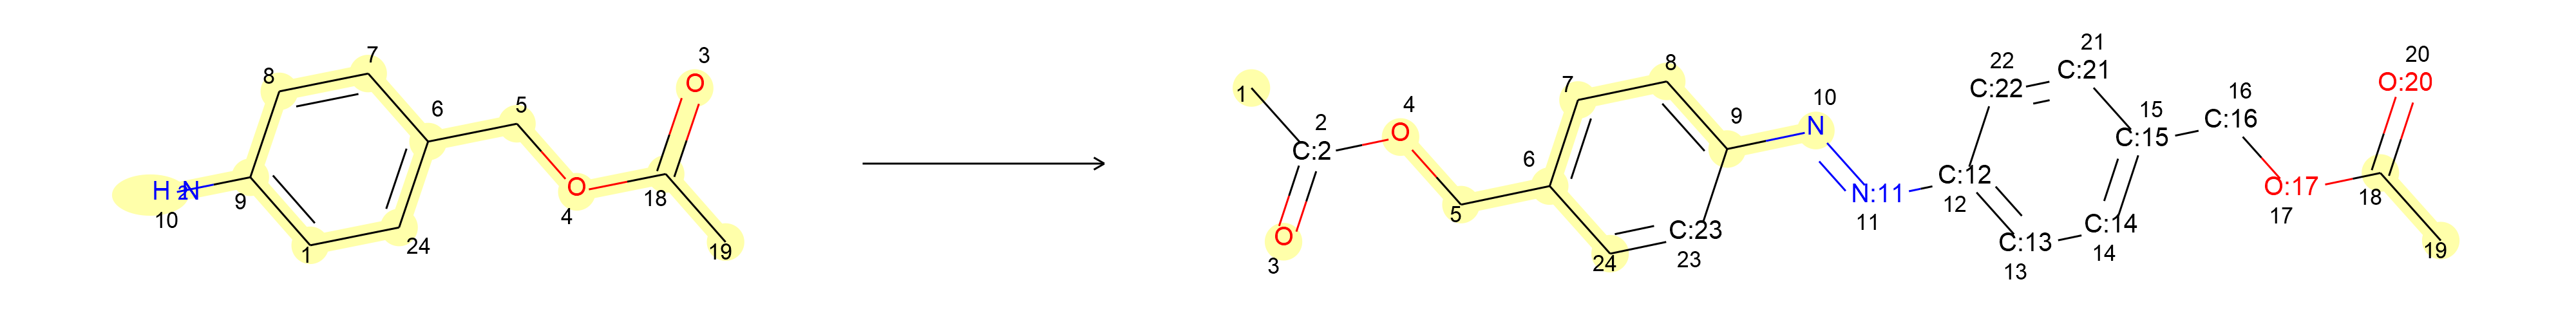 7 3
8 O
6 5
H2N O
10 9 4 18
1 24 19
1 2 C:2 O 3
O 4 5 6 7 8
24 C:23 23 9
N 10 N:11 11
C:12 12 C:22 22 C:21 21
C:13 13 C:14 14 C:15 15
C:16 16 O:17 17
O:20 20 18 19